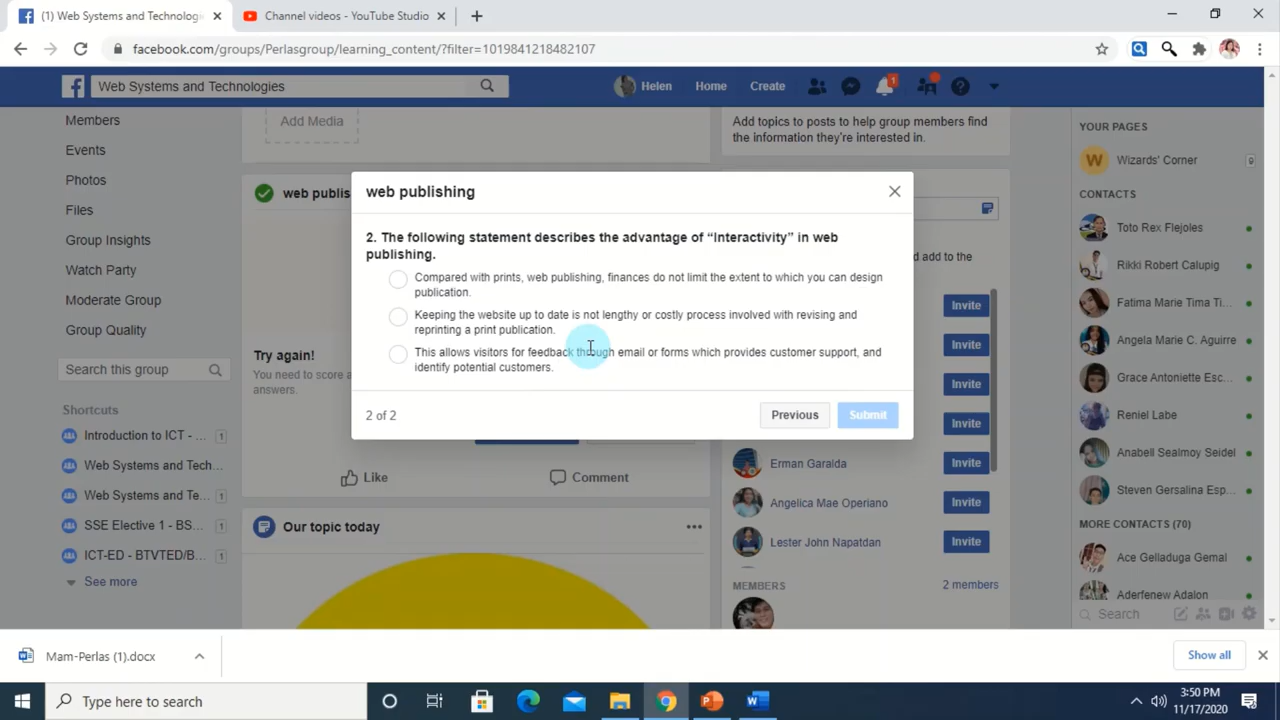 (1) Web Systems and Technologi
Channel videos - YouTube Studio
facebook.com/groups/Perlasgroup/learning_content/?filter=1019841218482107
Web Systems and Technologies
Helen
Home
Create
1
Members
Events
Photos
Files
Group Insights
Watch Party
Moderate Group
Group Quality
Search this group
Shortcuts
Introduction to ICT - ... 1
Web Systems and Tech...
Web Systems and Te... 1
SSE Elective 1 - BS... 1
ICT-ED - BTVTED/B... 1
See more
Add Media
web publis
Try again!
You need to score a
answers.
Like
Comment
Our topic today
web publishing
2. The following statement describes the advantage of “Interactivity” in web
publishing.
Compared with prints, web publishing, finances do not limit the extent to which you can design
publication.
Keeping the website up to date is not lengthy or costly process involved with revising and
reprinting a print publication.
This allows visitors for feedback through email or forms which provides customer support, and
identify potential customers.
2 of 2
Previous
Submit
Add topics to posts to help group members find
the information they’re interested in.
d add to the
Invite
Invite
Invite
Invite
Erman Garalda
Invite
Angelica Mae Operiano
Invite
Lester John Napatdan
Invite
MEMBERS
2 members
YOUR PAGES
W Wizards' Corner
CONTACTS
Toto Rex Flejoles
Rikki Robert Calupig
Fatima Marie Tima Ti...
Angela Marie C. Aguirre
Grace Antoniette Esc...
Reniel Labe
Anabell Sealmoy Seidel
Steven Gersalina Esp...
MORE CONTACTS (70)
Ace Gelladuga Gemal
Aderfenew Adalon
Search
Mam-Perlas (1).docx
Show all
Type here to search
3:50 PM
11/17/2020